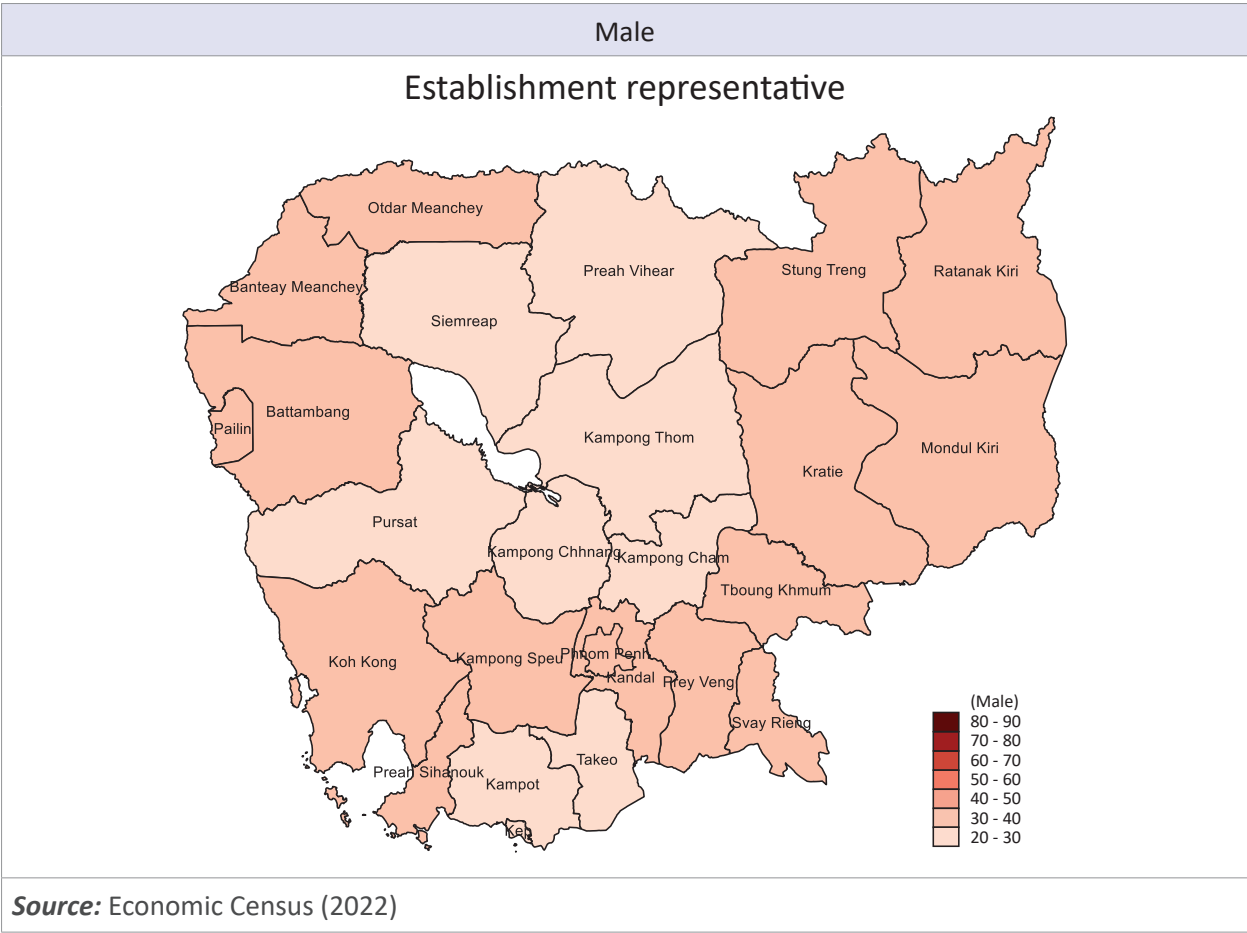 Male
Establishment representative
Otdar Meanchey
Banteay Meanchey
Siemreap
Preah Vihear
Stung Treng
Ratanak Kiri
Battambang
Pailin
Kampong Thom
Kratie
Mondul Kiri
Pursat
Kampong Chhnang
Kampong Cham
Tboung Khmum
Koh Kong
Kampong Speu
Phnom Penh
Kandal
Prey Veng
Svay Rieng
Preah Sihanouk
Kampot
Takeo
Kep
(Male)
80 - 90
70 - 80
60 - 70
50 - 60
40 - 50
30 - 40
20 - 30
Source: Economic Census (2022)